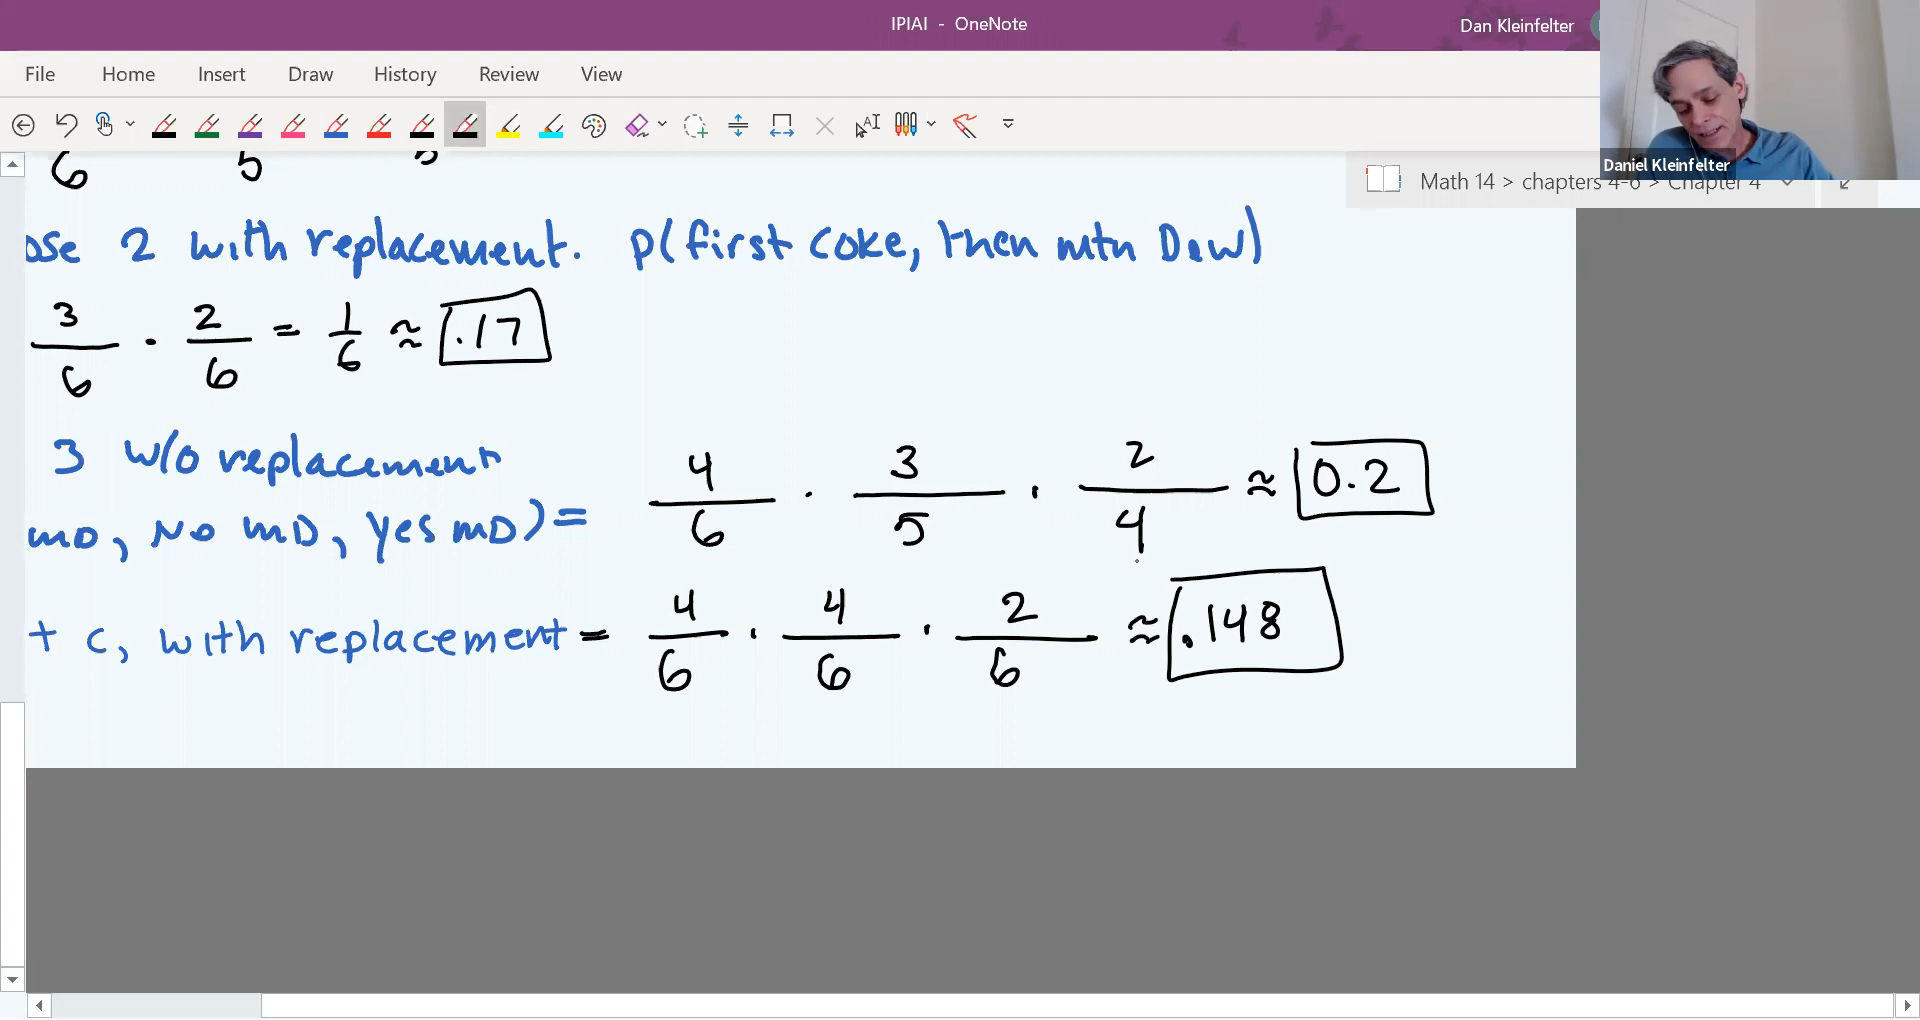 IPIAI - OneNote
Dan Kleinfelter
File Home Insert Draw History Review View
Daniel Kleinfelter
Math 14 > chapters 4-6 > Chapter 4
6 5
ose 2 with replacement. P(first coke, then mtn Dew)
3/6 · 2/6 = 1/6 ≈ .17
3 w/o replacement
mD, No mD, yes mD) = 4/6 · 3/5 · 2/4 ≈ 0.2
+ c, with replacement = 4/6 · 4/6 · 2/6 ≈ .148